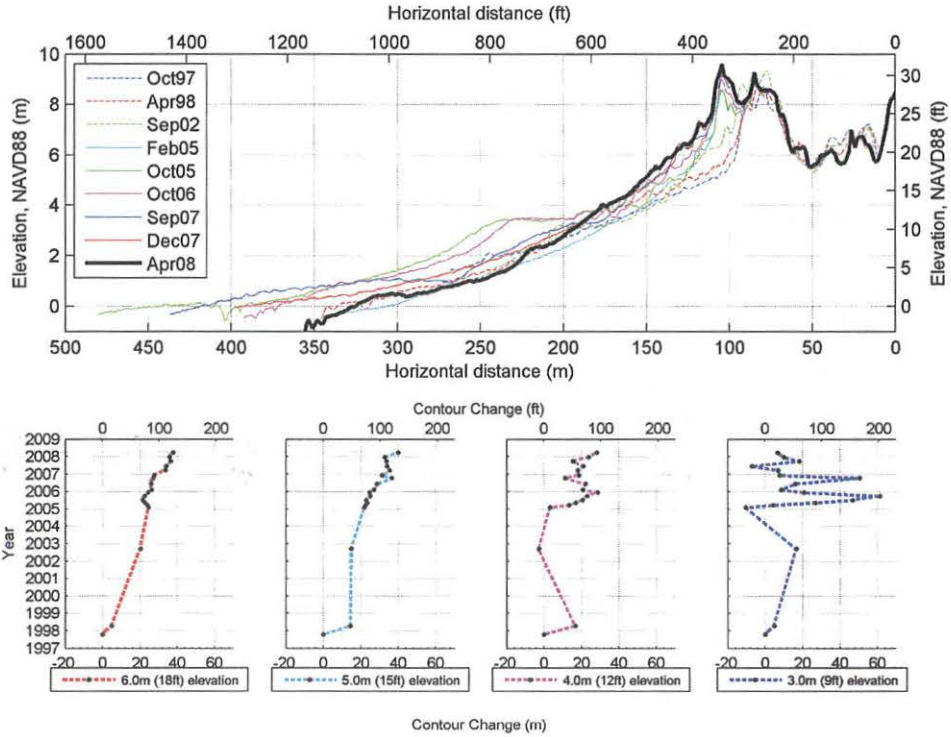 Horizontal distance (ft)
1600 1400 1200 1000 800 600 400 200 0
10
8
6
4
2
0
Elevation, NAVD88 (m)
Oct97
Apr98
Sep02
Feb05
Oct05
Oct06
Sep07
Dec07
Apr08
30
25
20
15
10
5
0
Elevation, NAVD88 (ft)
500 450 400 350 300 250 200 150 100 50 0
Horizontal distance (m)
Contour Change (ft)
0 100 200 0 100 200 0 100 200 0 100 200
2009
2008
2007
2006
2005
2004
2003
2002
2001
2000
1999
1998
1997
Year
-20 0 20 40 60 -20 0 20 40 60 -20 0 20 40 60 -20 0 20 40 60
6.0m (18ft) elevation 5.0m (15ft) elevation 4.0m (12ft) elevation 3.0m (9ft) elevation
Contour Change (m)